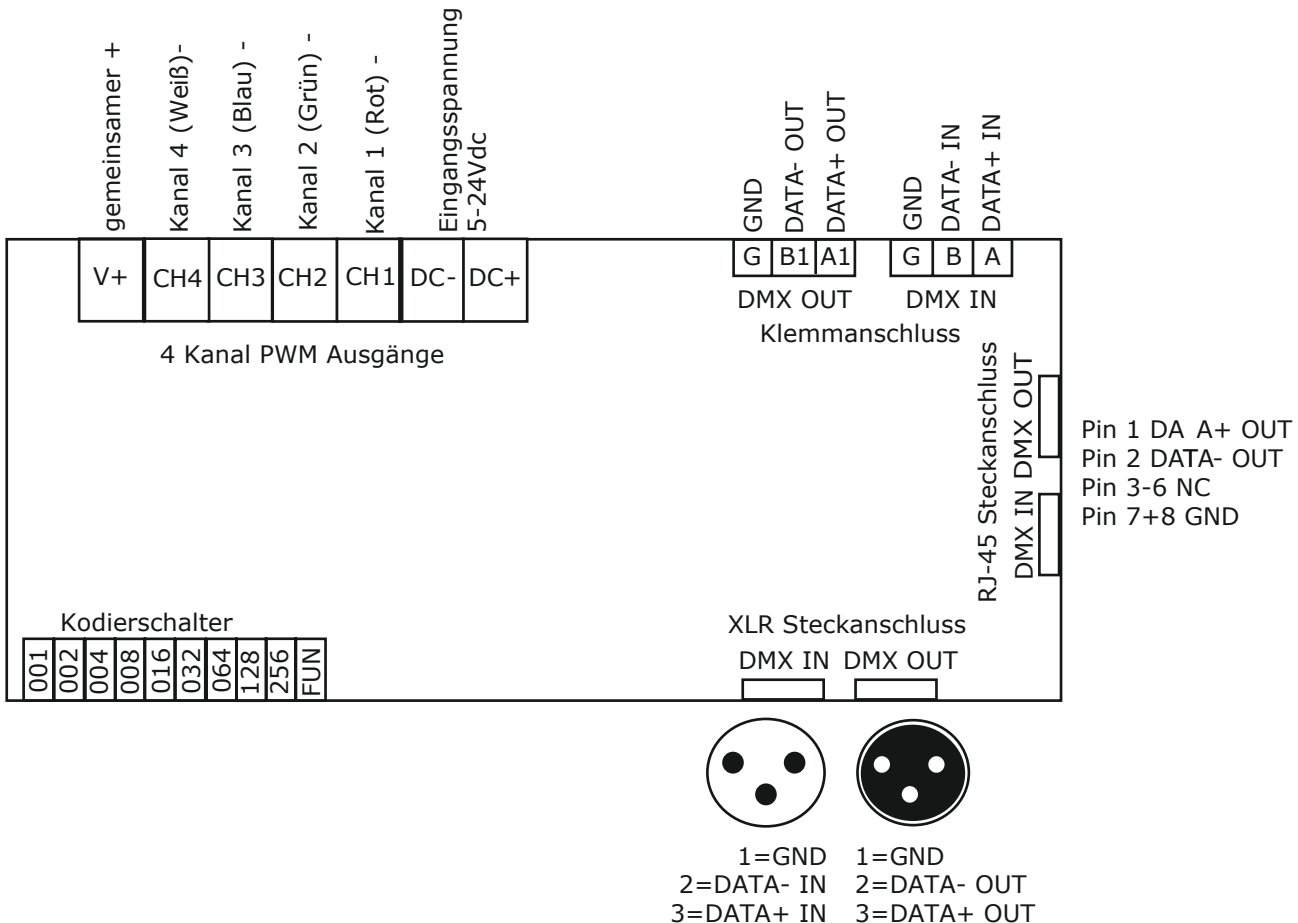 gemeinsamer +
Kanal 4 (Weiß)-
Kanal 3 (Blau) -
Kanal 2 (Grün) -
Kanal 1 (Rot) -
Eingangsspannung
5-24Vdc
GND
DATA- OUT
DATA+ OUT
GND
DATA- IN
DATA+ IN
V+ CH4 CH3 CH2 CH1 DC- DC+
G B1 A1
G B A
DMX OUT DMX IN
Klemmanschluss
4 Kanal PWM Ausgänge
RJ-45 Steckanschluss
DMX IN DMX OUT
Pin 1 DA A+ OUT
Pin 2 DATA- OUT
Pin 3-6 NC
Pin 7+8 GND
Kodierschalter
001 002 004 008 016 032 064 128 256 FUN
XLR Steckanschluss
DMX IN DMX OUT
1=GND
2=DATA- IN
3=DATA+ IN
1=GND
2=DATA- OUT
3=DATA+ OUT